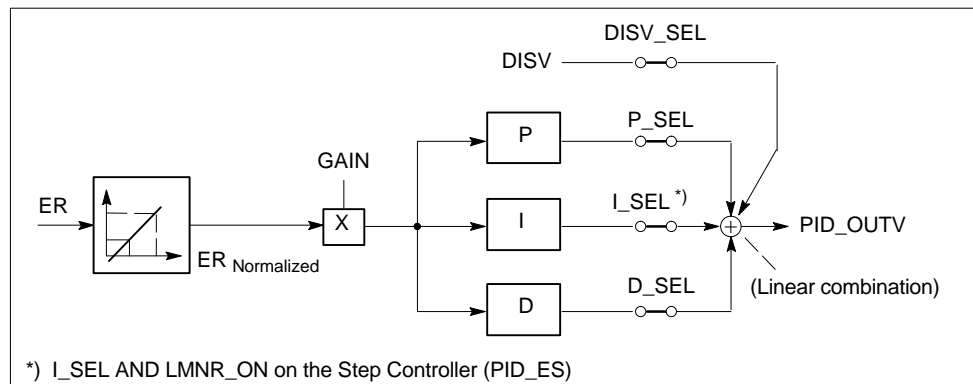 DISV_SEL
DISV
P
P_SEL
GAIN
ER
X
I
I_SEL *)
PID_OUTV
ER Normalized
D
D_SEL
(Linear combination)
*) I_SEL AND LMNR_ON on the Step Controller (PID_ES)